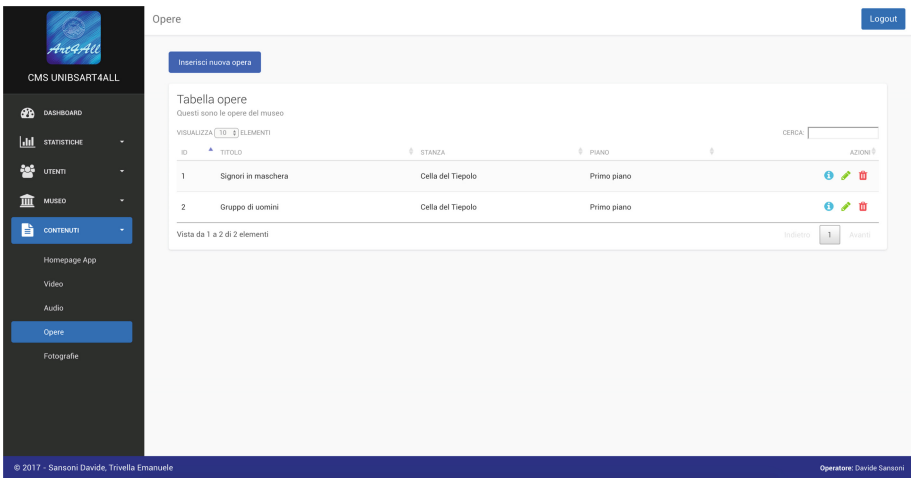 Art4All
CMS UNIBSART4ALL
DASHBOARD
STATISTICHE
UTENTI
MUSEO
CONTENUTI
Homepage App
Video
Audio
Opere
Fotografie
Opere
Logout
Inserisci nuova opera
Tabella opere
Questi sono le opere del museo
VISUALIZZA 10 ELEMENTI
CERCA:
ID TITOLO STANZA PIANO AZIONI
1 Signori in maschera Cella del Tiepolo Primo piano
2 Gruppo di uomini Cella del Tiepolo Primo piano
Vista da 1 a 2 di 2 elementi
Indietro 1 Avanti
© 2017 - Sansoni Davide, Trivella Emanuele
Operatore: Davide Sansoni